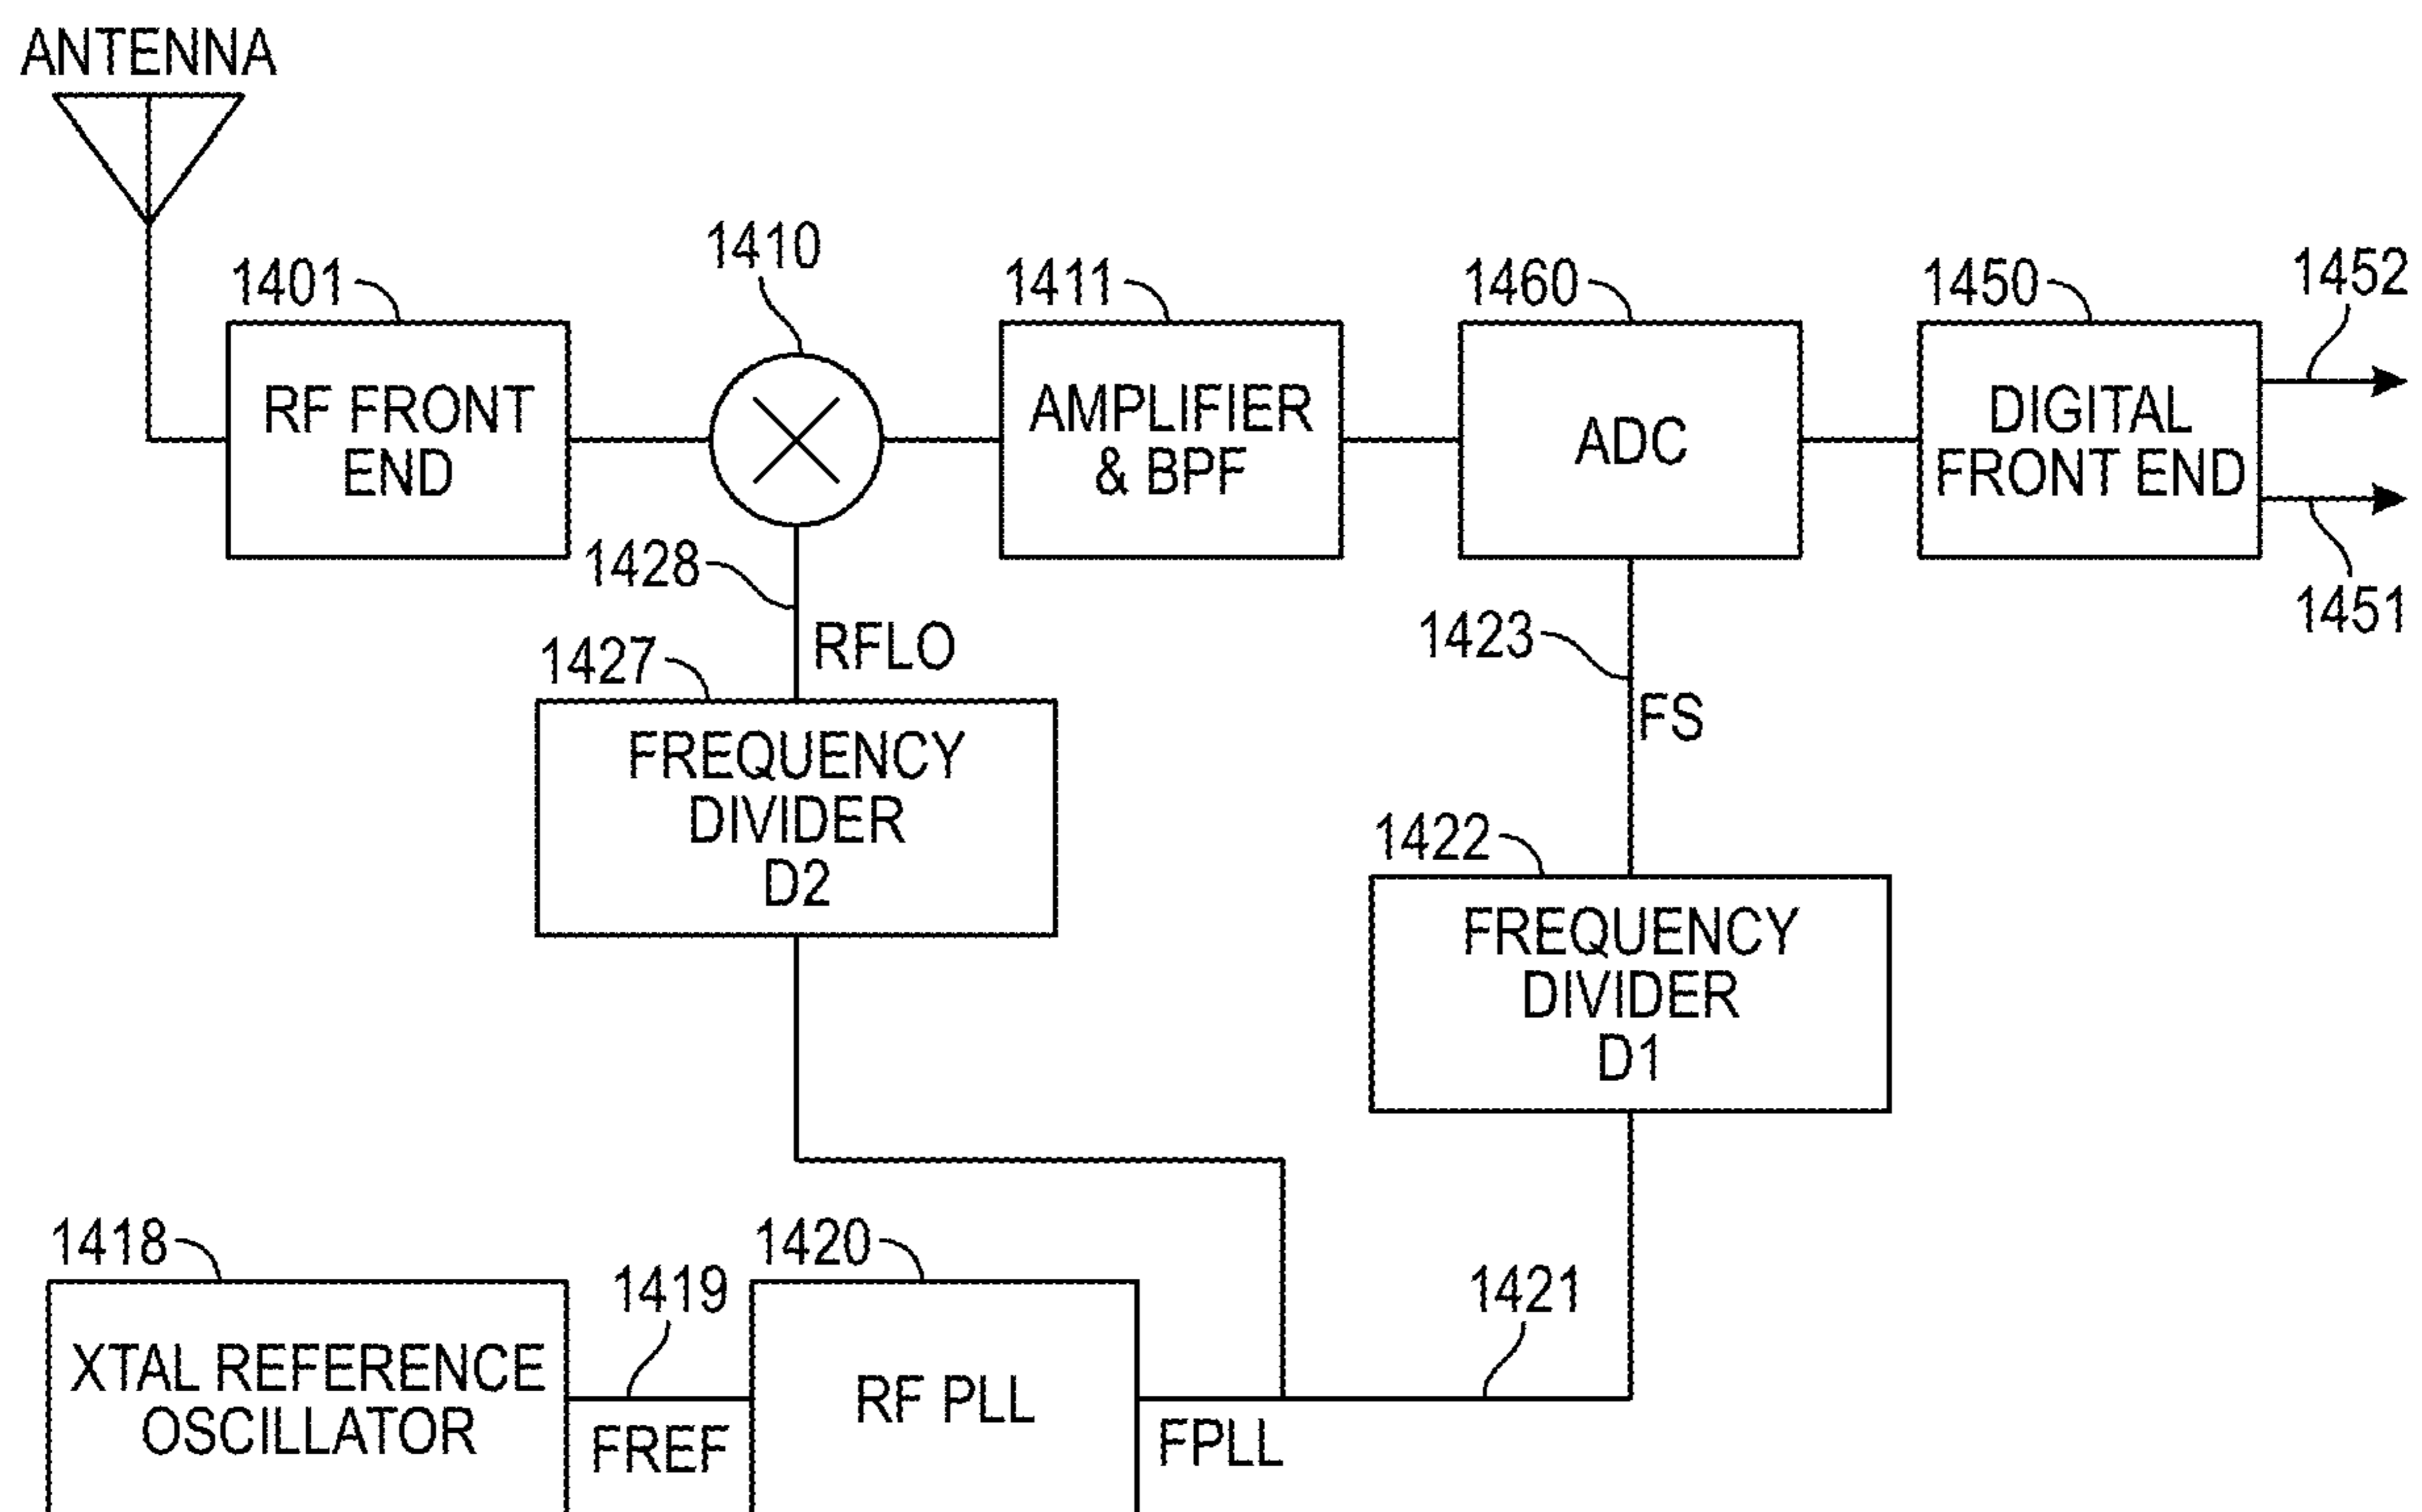 ANTENNA
1401
RF FRONT
END
1410
1411
AMPLIFIER
& BPF
1460
ADC
1450
DIGITAL
FRONT END
1452
1451
1428
RFLO
1427
FREQUENCY
DIVIDER
D2
1423
FS
1422
FREQUENCY
DIVIDER
D1
1418
XTAL REFERENCE
OSCILLATOR
1419
FREF
1420
RF PLL
FPLL
1421